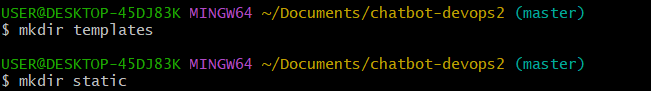 USER@DESKTOP-45DJ83K MINGW64 ~/Documents/chatbot-devops2 (master)
$ mkdir templates
USER@DESKTOP-45DJ83K MINGW64 ~/Documents/chatbot-devops2 (master)
$ mkdir static